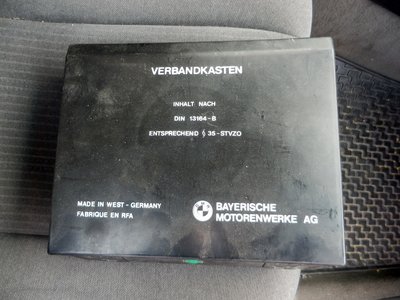 VERBANDKASTEN
INHALT NACH
DIN 13164-B
ENTSPRECHEND § 35-STVZO
MADE IN WEST-GERMANY
FABRIQUE EN RFA
BAYERISCHE
MOTORENWERKE AG